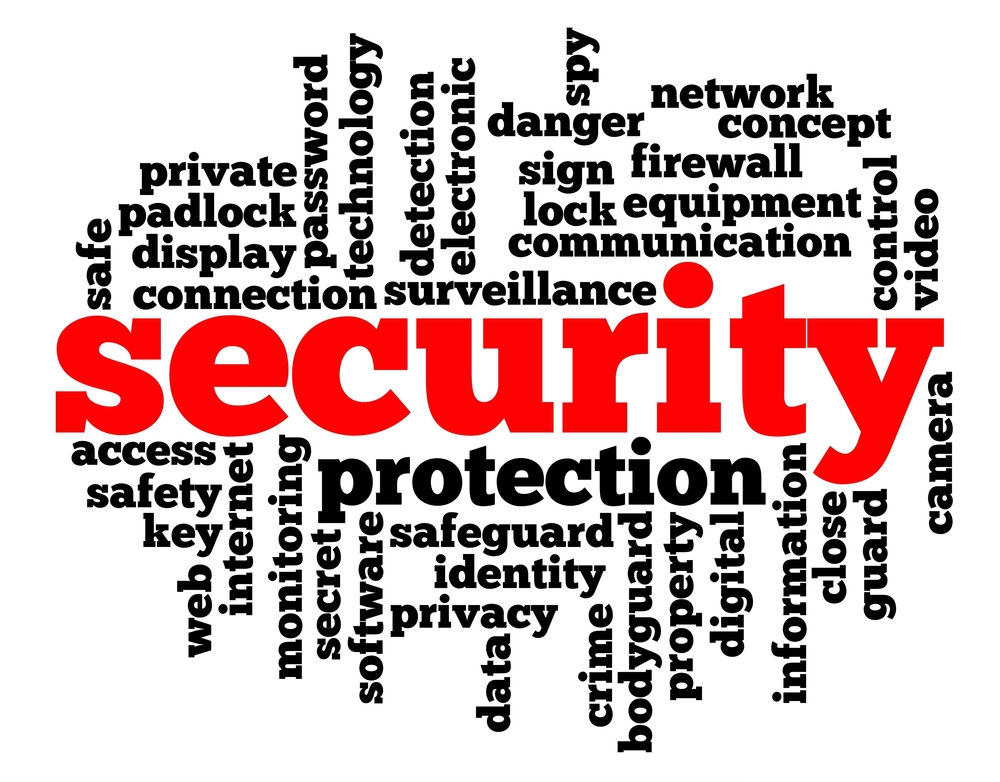 spy
network
danger
concept
password
technology
detection
electronic
private
sign
firewall
control
padlock
lock
equipment
video
safe
display
communication
connection
surveillance
security
camera
access
internet
monitoring
protection
information
safety
close
guard
key
secret
software
safeguard
bodyguard
property
digital
web
identity
privacy
crime
data